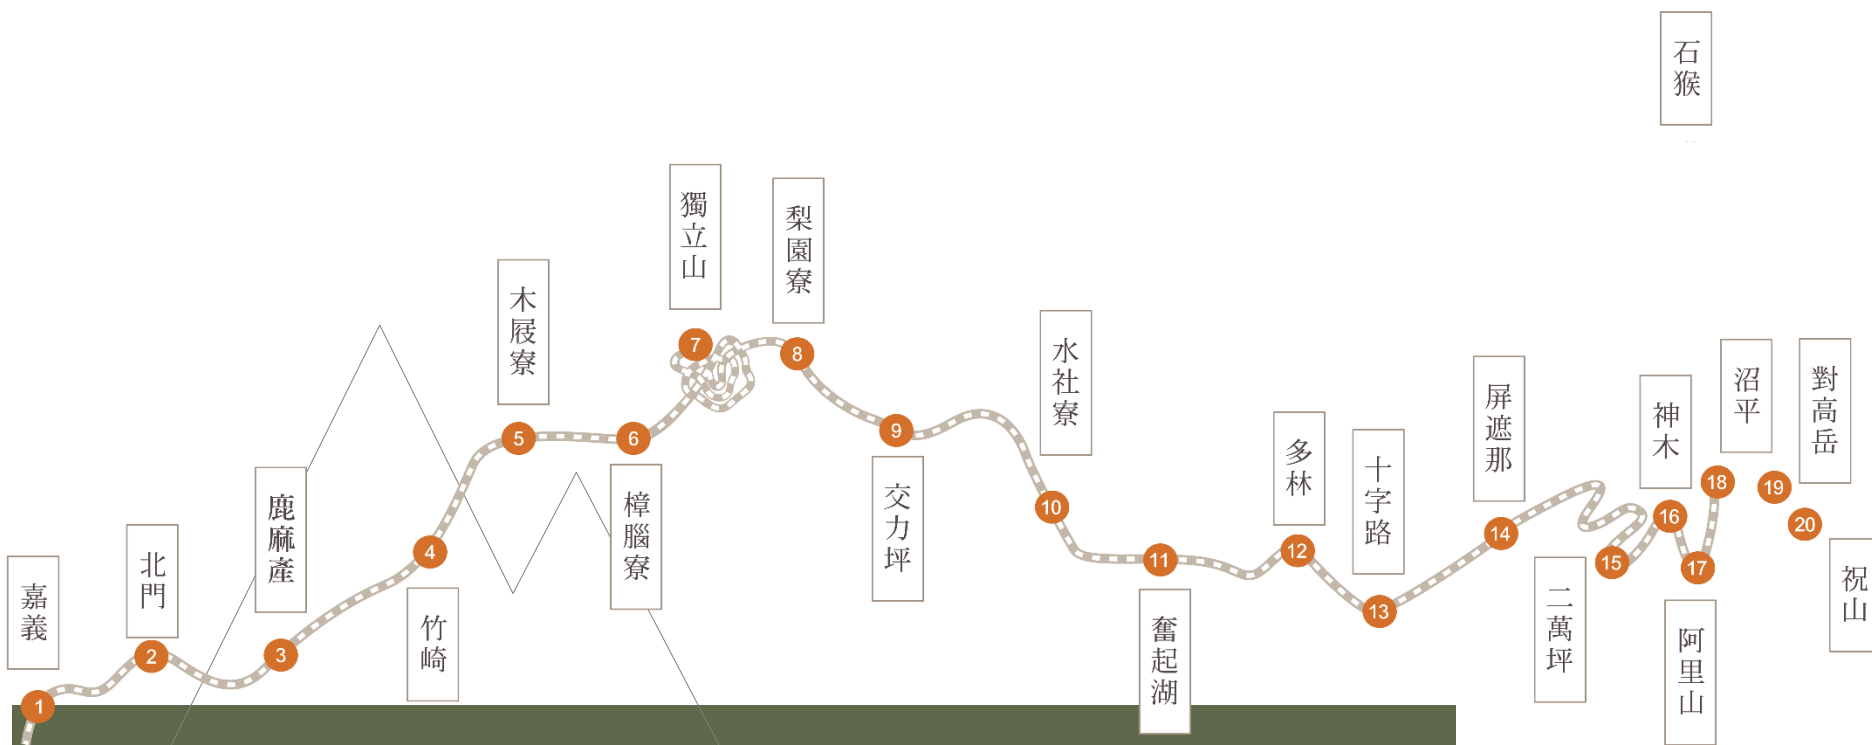 石猴
1
嘉義
2
北門
3
鹿麻產
4
竹崎
5
木屐寮
6
樟腦寮
7
獨立山
8
梨園寮
9
交力坪
10
水社寮
11
奮起湖
12
多林
13
十字路
14
屏遮那
15
二萬坪
16
神木
17
阿里山
18
沼平
19
對高岳
20
祝山